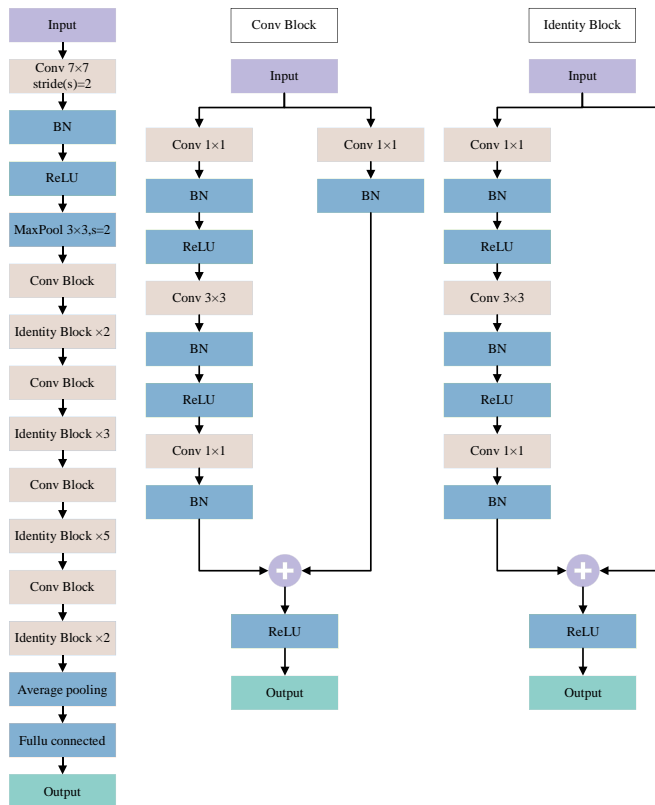 Input
Conv 7×7
stride(s)=2
BN
ReLU
MaxPool 3×3,s=2
Conv Block
Identity Block ×2
Conv Block
Identity Block ×3
Conv Block
Identity Block ×5
Conv Block
Identity Block ×2
Average pooling
Fullu connected
Output
Conv Block
Input
Conv 1×1
BN
ReLU
Conv 3×3
BN
ReLU
Conv 1×1
BN
Conv 1×1
BN
ReLU
Output
Identity Block
Input
Conv 1×1
BN
ReLU
Conv 3×3
BN
ReLU
Conv 1×1
BN
ReLU
Output